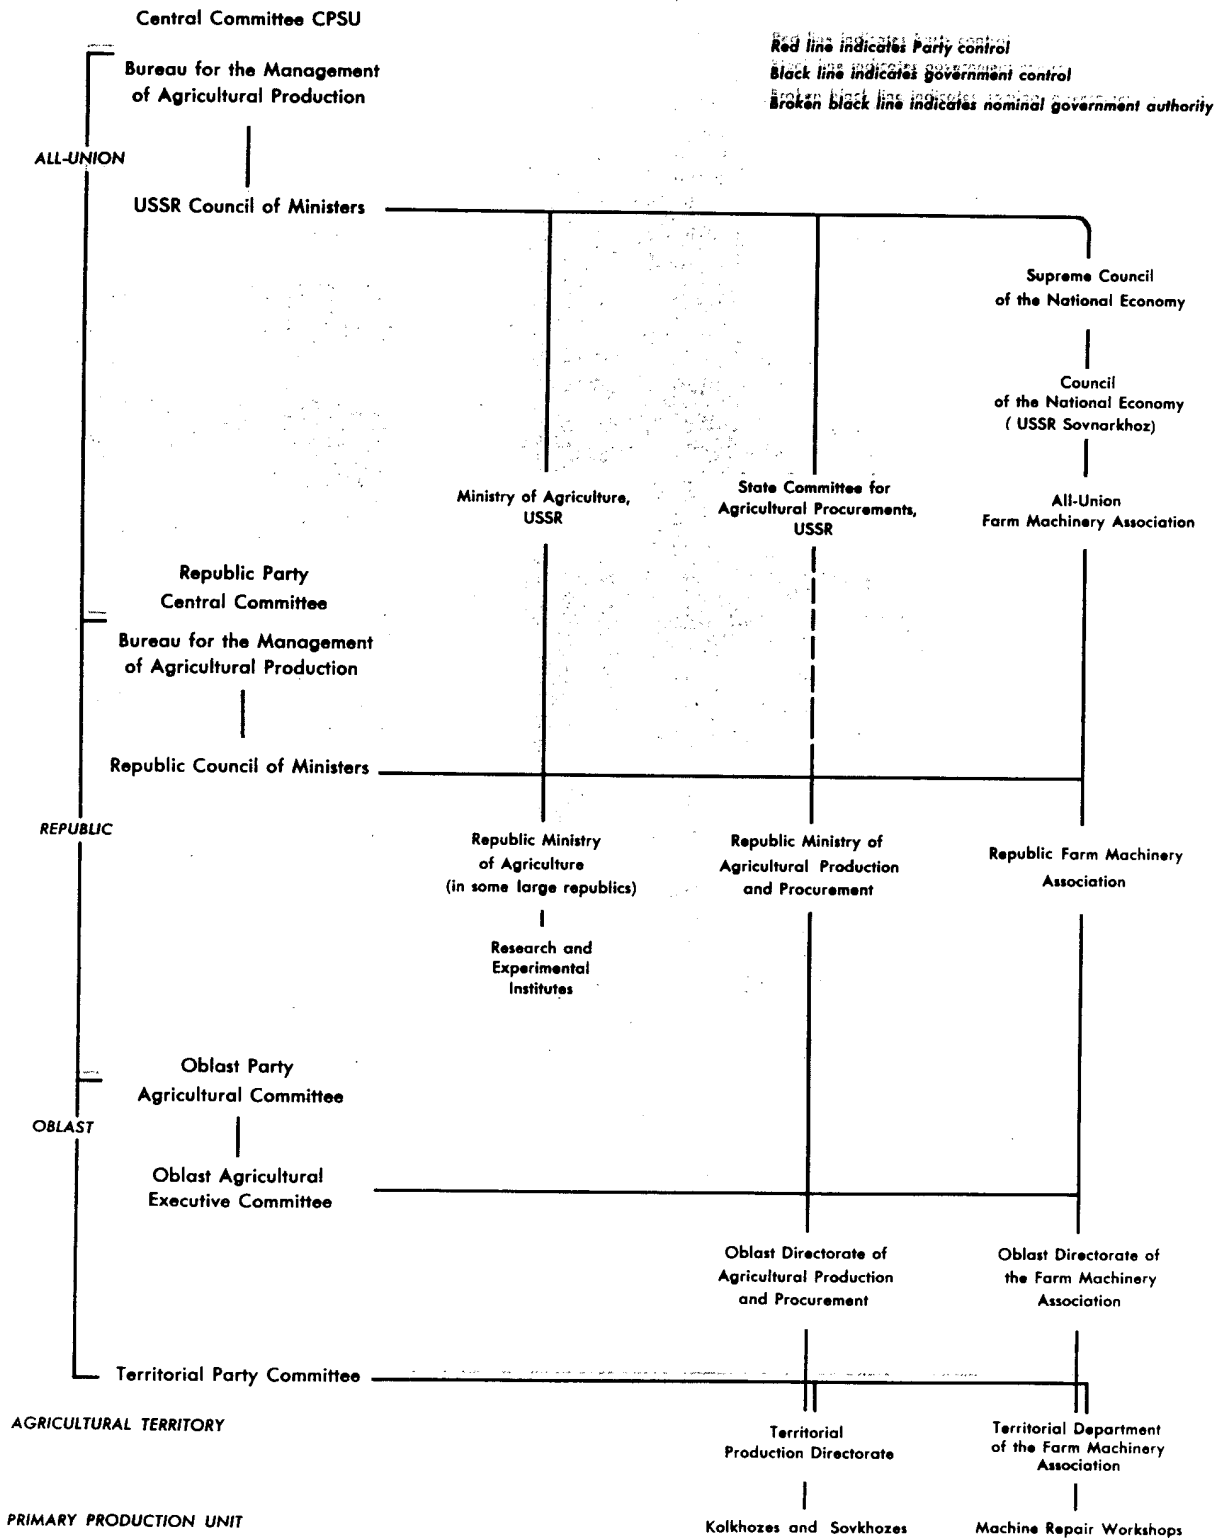 Central Committee CPSU
Bureau for the Management
of Agricultural Production
Red line indicates Party control
Black line indicates government control
Broken black line indicates nominal government authority
ALL-UNION
USSR Council of Ministers
Supreme Council
of the National Economy
Council
of the National Economy
( USSR Sovnarkhoz)
Ministry of Agriculture,
USSR
State Committee for
Agricultural Procurements,
USSR
All-Union
Farm Machinery Association
Republic Party
Central Committee
Bureau for the Management
of Agricultural Production
Republic Council of Ministers
REPUBLIC
Republic Ministry
of Agriculture
(in some large republics)
Republic Ministry of
Agricultural Production
and Procurement
Republic Farm Machinery
Association
Research and
Experimental
Institutes
Oblast Party
Agricultural Committee
OBLAST
Oblast Agricultural
Executive Committee
Oblast Directorate of
Agricultural Production
and Procurement
Oblast Directorate of
the Farm Machinery
Association
Territorial Party Committee
AGRICULTURAL TERRITORY
Territorial
Production Directorate
Territorial Department
of the Farm Machinery
Association
PRIMARY PRODUCTION UNIT
Kolkhozes and Sovkhozes
Machine Repair Workshops